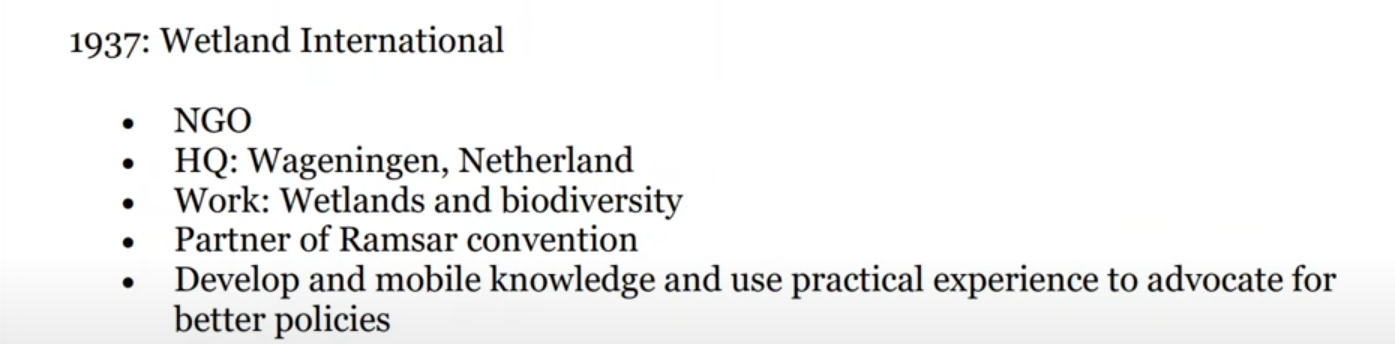 1937: Wetland International
• NGO
• HQ: Wageningen, Netherland
• Work: Wetlands and biodiversity
• Partner of Ramsar convention
• Develop and mobile knowledge and use practical experience to advocate for
better policies